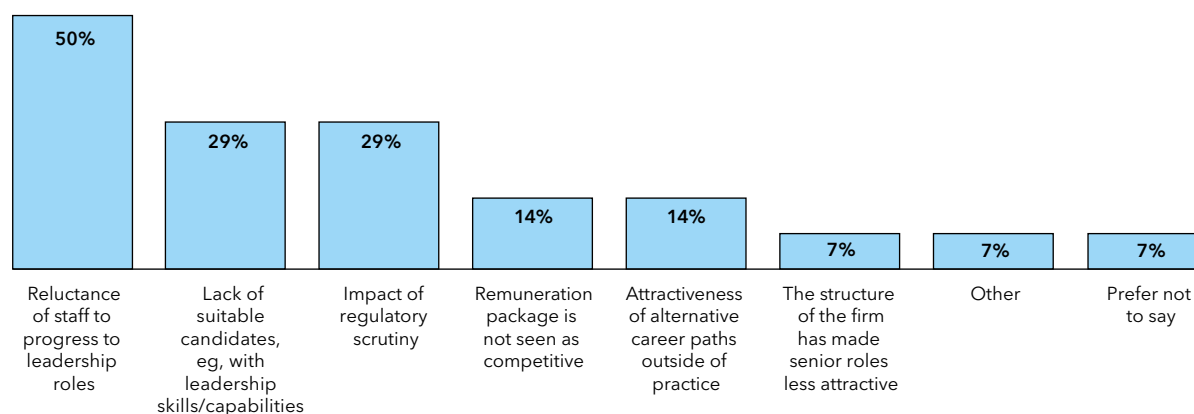 50%
29%
29%
14%
14%
7%
7%
7%
Reluctance
of staff to
progress to
leadership
roles
Lack of
suitable
candidates,
eg, with
leadership
skills/capabilities
Impact of
regulatory
scrutiny
Remuneration
package is
not seen as
competitive
Attractiveness
of alternative
career paths
outside of
practice
The structure
of the firm
has made
senior roles
less attractive
Other
Prefer not
to say